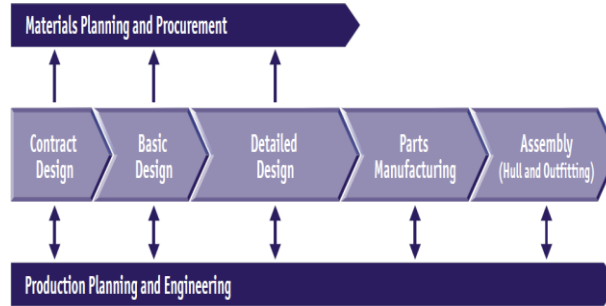 Materials Planning and Procurement
Contract
Design
Basic
Design
Detailed
Design
Parts
Manufacturing
Assembly
(Hull and Outfitting)
Production Planning and Engineering